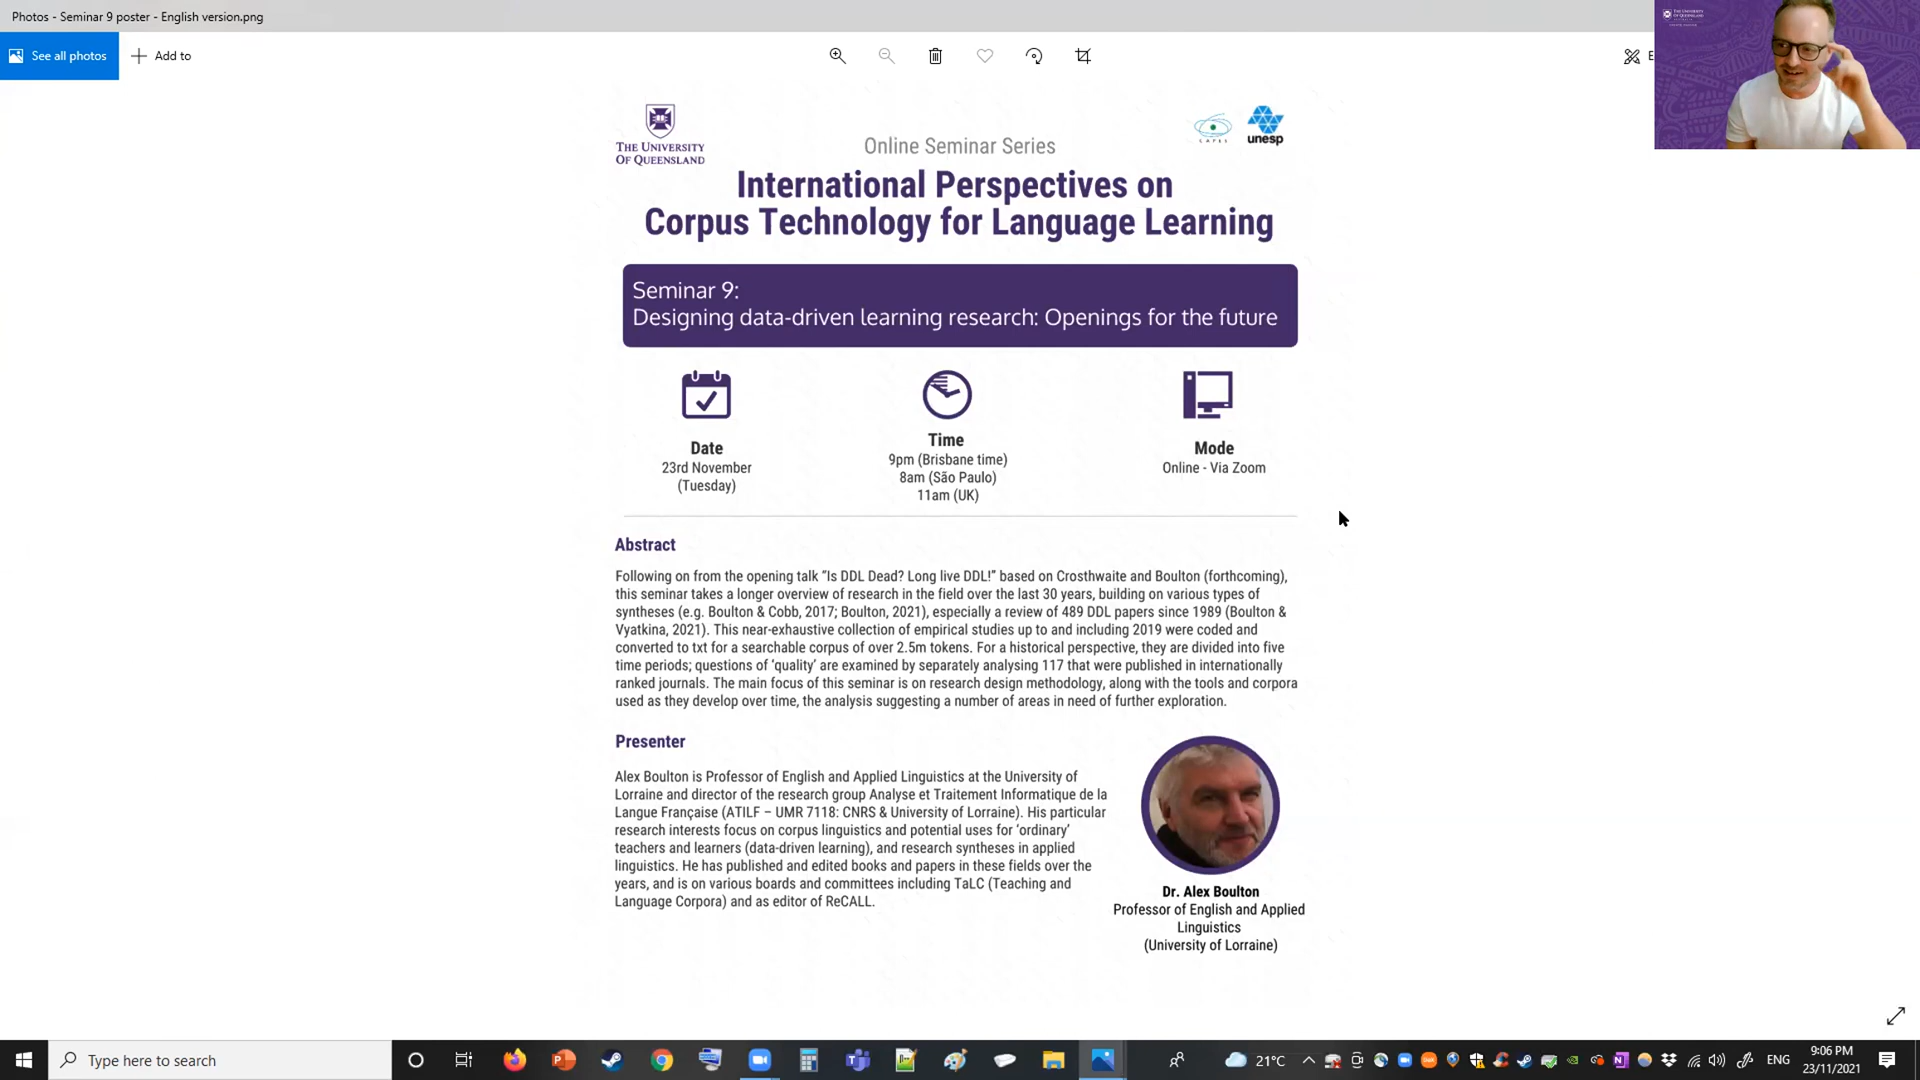 Photos - Seminar 9 poster - English version.png
See all photos
Add to
THE UNIVERSITY
OF QUEENSLAND
Online Seminar Series
CAPES
unesp
International Perspectives on
Corpus Technology for Language Learning
Seminar 9:
Designing data-driven learning research: Openings for the future
Date
23rd November
(Tuesday)
Time
9pm (Brisbane time)
8am (São Paulo)
11am (UK)
Mode
Online - Via Zoom
Abstract
Following on from the opening talk “Is DDL Dead? Long live DDL!” based on Crosthwaite and Boulton (forthcoming),
this seminar takes a longer overview of research in the field over the last 30 years, building on various types of
syntheses (e.g. Boulton & Cobb, 2017; Boulton, 2021), especially a review of 489 DDL papers since 1989 (Boulton &
Vyatkina, 2021). This near-exhaustive collection of empirical studies up to and including 2019 were coded and
converted to txt for a searchable corpus of over 2.5m tokens. For a historical perspective, they are divided into five
time periods; questions of ‘quality’ are examined by separately analysing 117 that were published in internationally
ranked journals. The main focus of this seminar is on research design methodology, along with the tools and corpora
used as they develop over time, the analysis suggesting a number of areas in need of further exploration.
Presenter
Alex Boulton is Professor of English and Applied Linguistics at the University of
Lorraine and director of the research group Analyse et Traitement Informatique de la
Langue Française (ATILF – UMR 7118: CNRS & University of Lorraine). His particular
research interests focus on corpus linguistics and potential uses for ‘ordinary’
teachers and learners (data-driven learning), and research syntheses in applied
linguistics. He has published and edited books and papers in these fields over the
years, and is on various boards and committees including TaLC (Teaching and
Language Corpora) and as editor of ReCALL.
Dr. Alex Boulton
Professor of English and Applied
Linguistics
(University of Lorraine)
THE UNIVERSITY
OF QUEENSLAND
Type here to search
21°C
ENG
9:06 PM
23/11/2021